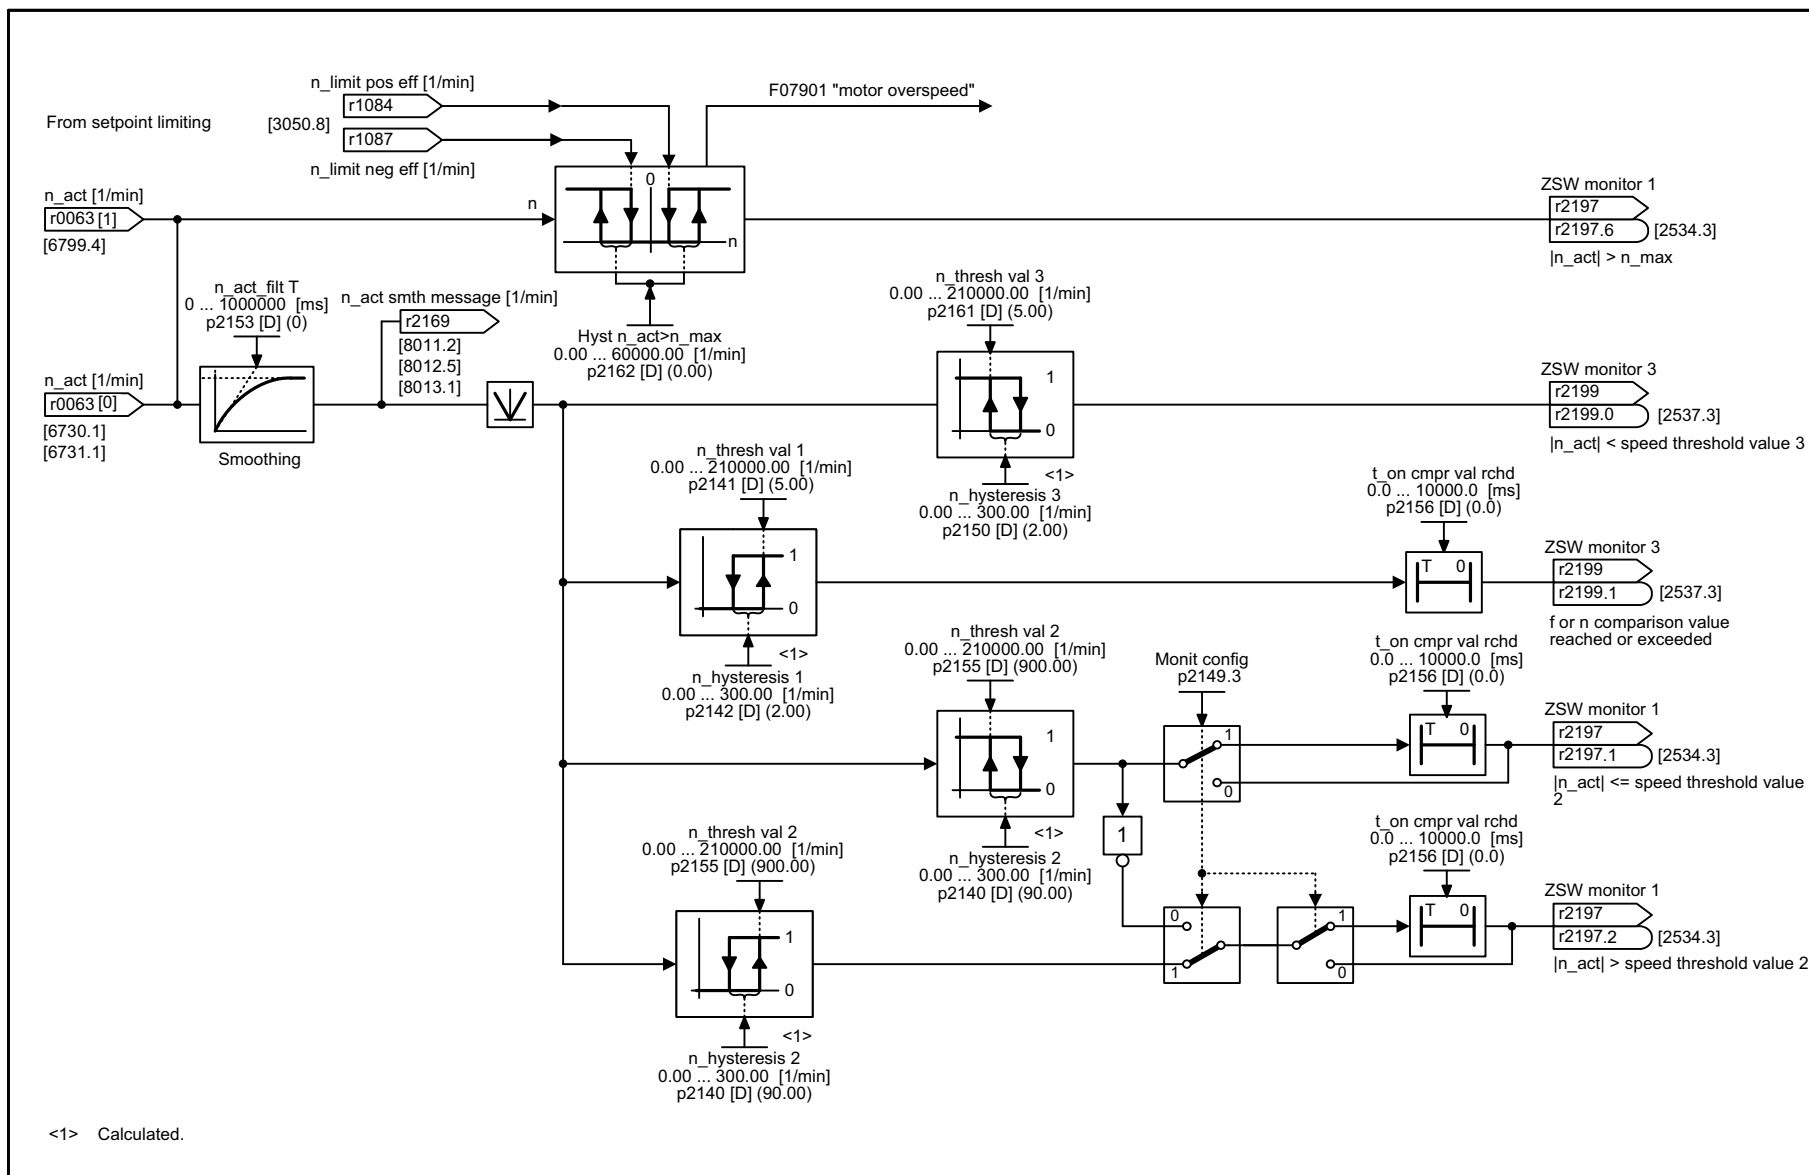 n_limit pos eff [1/min]
r1084
F07901 "motor overspeed"
From setpoint limiting
[3050.8]
r1087
n_limit neg eff [1/min]
0
n
n
n_act [1/min]
r0063 [1]
[6799.4]
ZSW monitor 1
r2197
r2197.6
[2534.3]
|n_act| > n_max
n_act_filt T
0 ... 1000000 [ms]
p2153 [D] (0)
n_act smth message [1/min]
r2169
[8011.2]
[8012.5]
[8013.1]
Hyst n_act>n_max
0.00 ... 60000.00 [1/min]
p2162 [D] (0.00)
n_thresh val 3
0.00 ... 210000.00 [1/min]
p2161 [D] (5.00)
1
0
n_act [1/min]
r0063 [0]
[6730.1]
[6731.1]
Smoothing
ZSW monitor 3
r2199
r2199.0
[2537.3]
|n_act| < speed threshold value 3
<1>
n_hysteresis 3
0.00 ... 300.00 [1/min]
p2150 [D] (2.00)
n_thresh val 1
0.00 ... 210000.00 [1/min]
p2141 [D] (5.00)
1
0
<1>
n_hysteresis 1
0.00 ... 300.00 [1/min]
p2142 [D] (2.00)
t_on cmpr val rchd
0.0 ... 10000.0 [ms]
p2156 [D] (0.0)
T 0
ZSW monitor 3
r2199
r2199.1
[2537.3]
f or n comparison value
reached or exceeded
n_thresh val 2
0.00 ... 210000.00 [1/min]
p2155 [D] (900.00)
1
0
<1>
n_hysteresis 2
0.00 ... 300.00 [1/min]
p2140 [D] (90.00)
Monit config
p2149.3
1
0
t_on cmpr val rchd
0.0 ... 10000.0 [ms]
p2156 [D] (0.0)
T 0
ZSW monitor 1
r2197
r2197.1
[2534.3]
|n_act| <= speed threshold value
2
1
n_thresh val 2
0.00 ... 210000.00 [1/min]
p2155 [D] (900.00)
1
0
<1>
n_hysteresis 2
0.00 ... 300.00 [1/min]
p2140 [D] (90.00)
0
1
1
0
t_on cmpr val rchd
0.0 ... 10000.0 [ms]
p2156 [D] (0.0)
T 0
ZSW monitor 1
r2197
r2197.2
[2534.3]
|n_act| > speed threshold value 2
<1> Calculated.